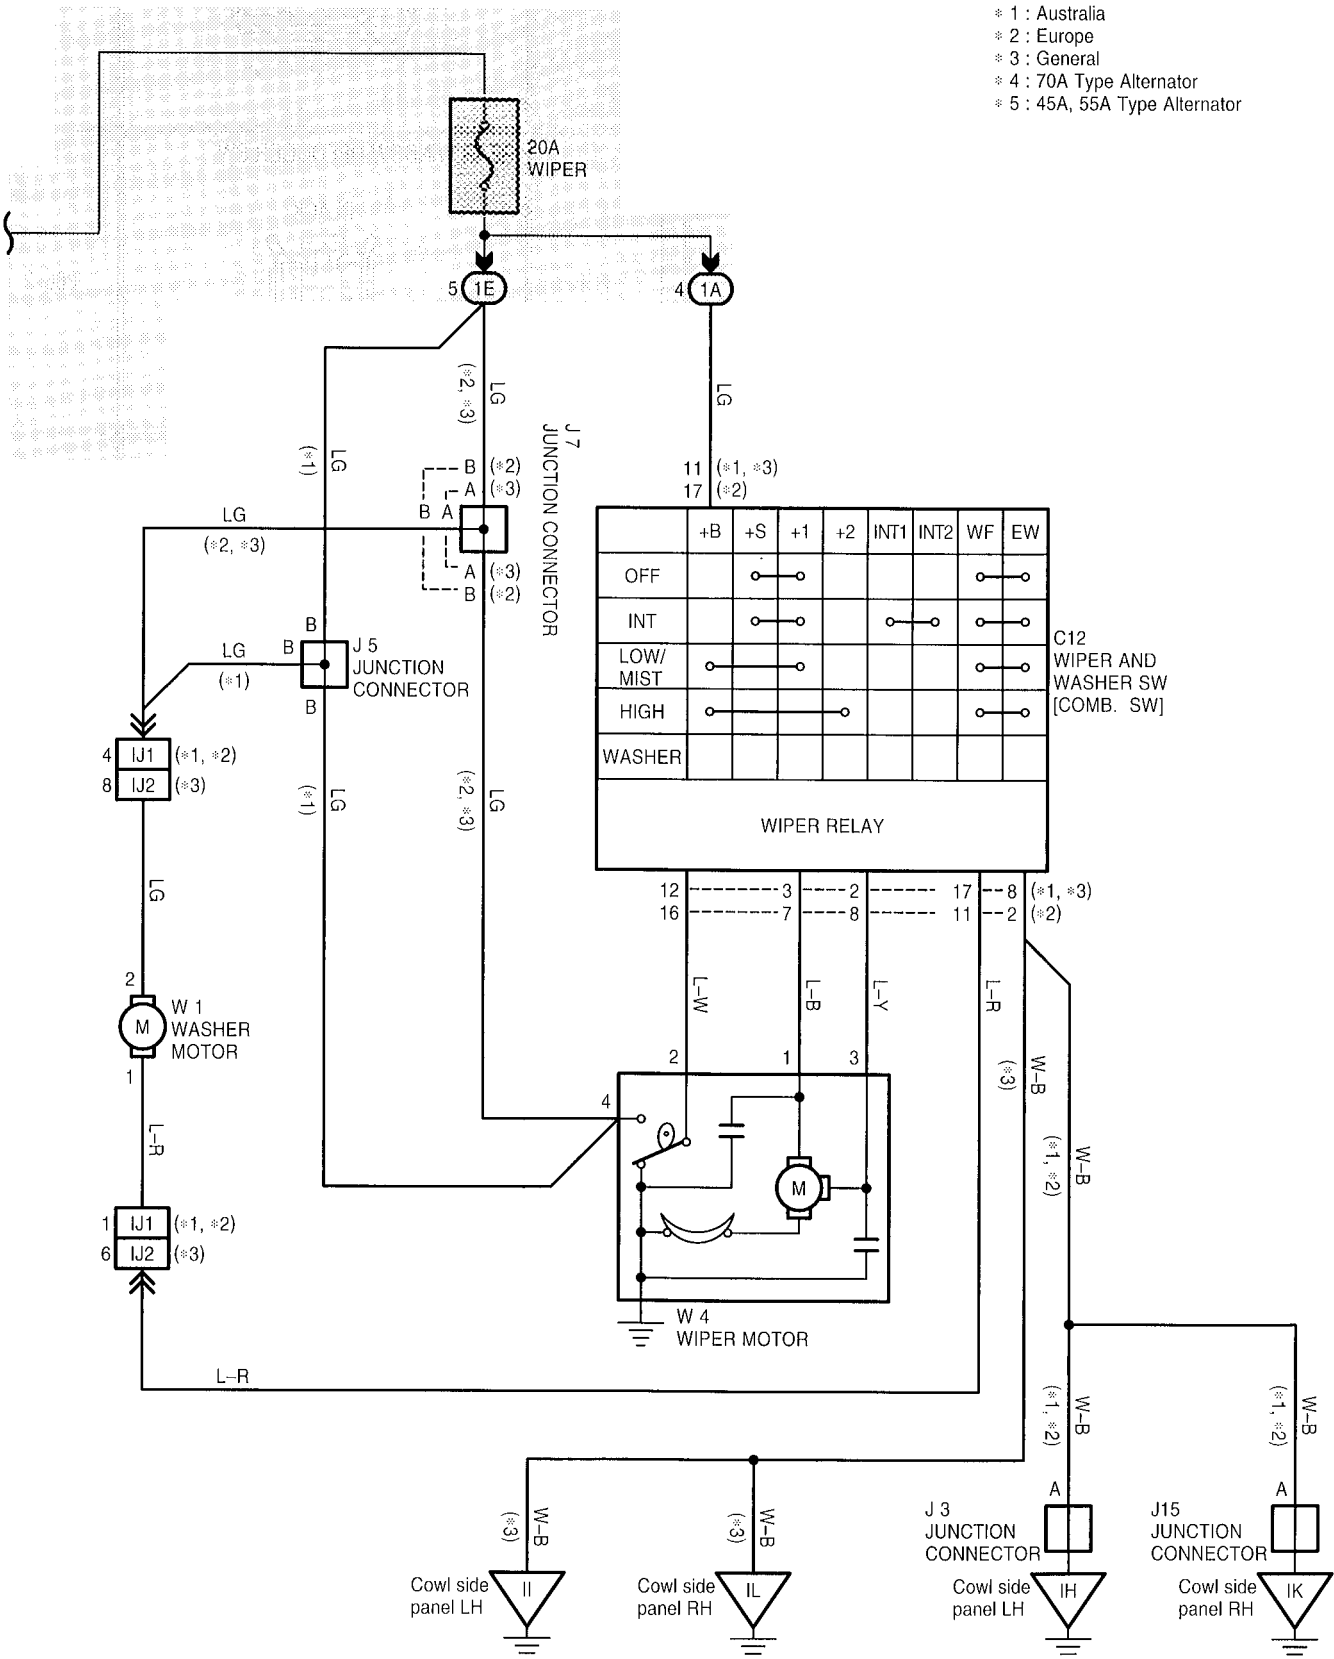 * 1 : Australia
* 2 : Europe
* 3 : General
* 4 : 70A Type Alternator
* 5 : 45A, 55A Type Alternator
20A
WIPER
5 1E
4 1A
LG
(*2, *3)
LG
LG
(*1)
J 7
JUNCTION CONNECTOR
B (*2)
A (*3)
B A
A (*3)
B (*2)
11 (*1, *3)
17 (*2)
LG
(*2, *3)
+B +S +1 +2 INT1 INT2 WF EW
OFF
INT
LOW/
MIST
HIGH
WASHER
WIPER RELAY
C12
WIPER AND
WASHER SW
[COMB. SW]
B
B
B
J 5
JUNCTION
CONNECTOR
LG
(*1)
4 IJ1 (*1, *2)
8 IJ2 (*3)
LG
(*1)
LG
(*2, *3)
12 3 2 17 8 (*1, *3)
16 7 8 11 2 (*2)
LG
L–W
L–B
L–Y
L–R
2
M
W 1
WASHER
MOTOR
1
L–R
W–B
(*3)
W–B
(*1, *2)
2 1 3
4
M
1 IJ1 (*1, *2)
6 IJ2 (*3)
W 4
WIPER MOTOR
L–R
W–B
(*1, *2)
W–B
(*1, *2)
W–B
(*3)
W–B
(*3)
A
J 3
JUNCTION
CONNECTOR
A
J15
JUNCTION
CONNECTOR
Cowl side
panel LH
II
Cowl side
panel RH
IL
Cowl side
panel LH
IH
Cowl side
panel RH
IK